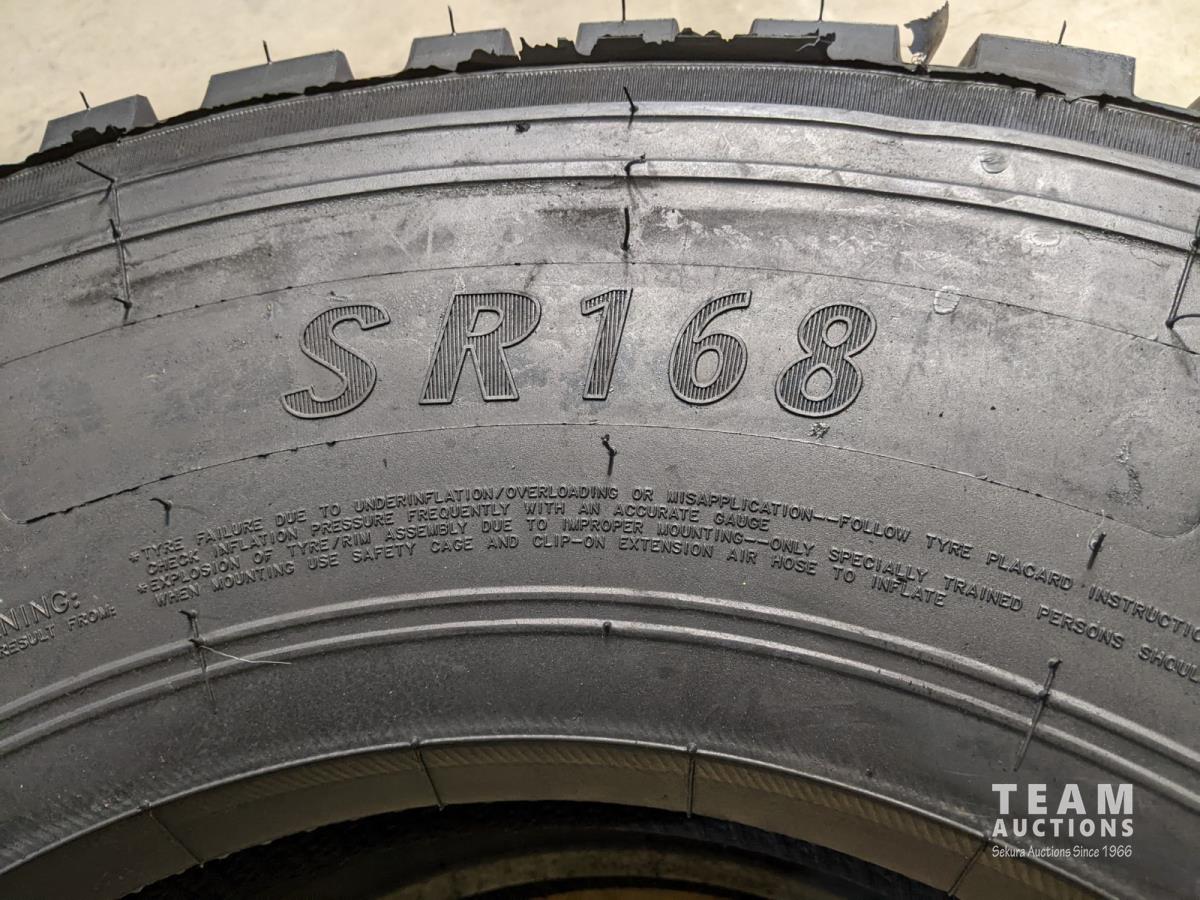 SR168
*TYRE FAILURE DUE TO UNDERINFLATION/OVERLOADING OR MISAPPLICATION--FOLLOW TYRE PLACARD INSTRUCTIO
CHECK INFLATION PRESSURE FREQUENTLY WITH AN ACCURATE GAUGE
*EXPLOSION OF TYRE/RIM ASSEMBLY DUE TO IMPROPER MOUNTING--ONLY SPECIALLY TRAINED PERSONS SHOUL
WHEN MOUNTING USE SAFETY CAGE AND CLIP-ON EXTENSION AIR HOSE TO INFLATE
NING:
RESULT FROM:
TEAM
AUCTIONS
Sekura Auctions Since 1966